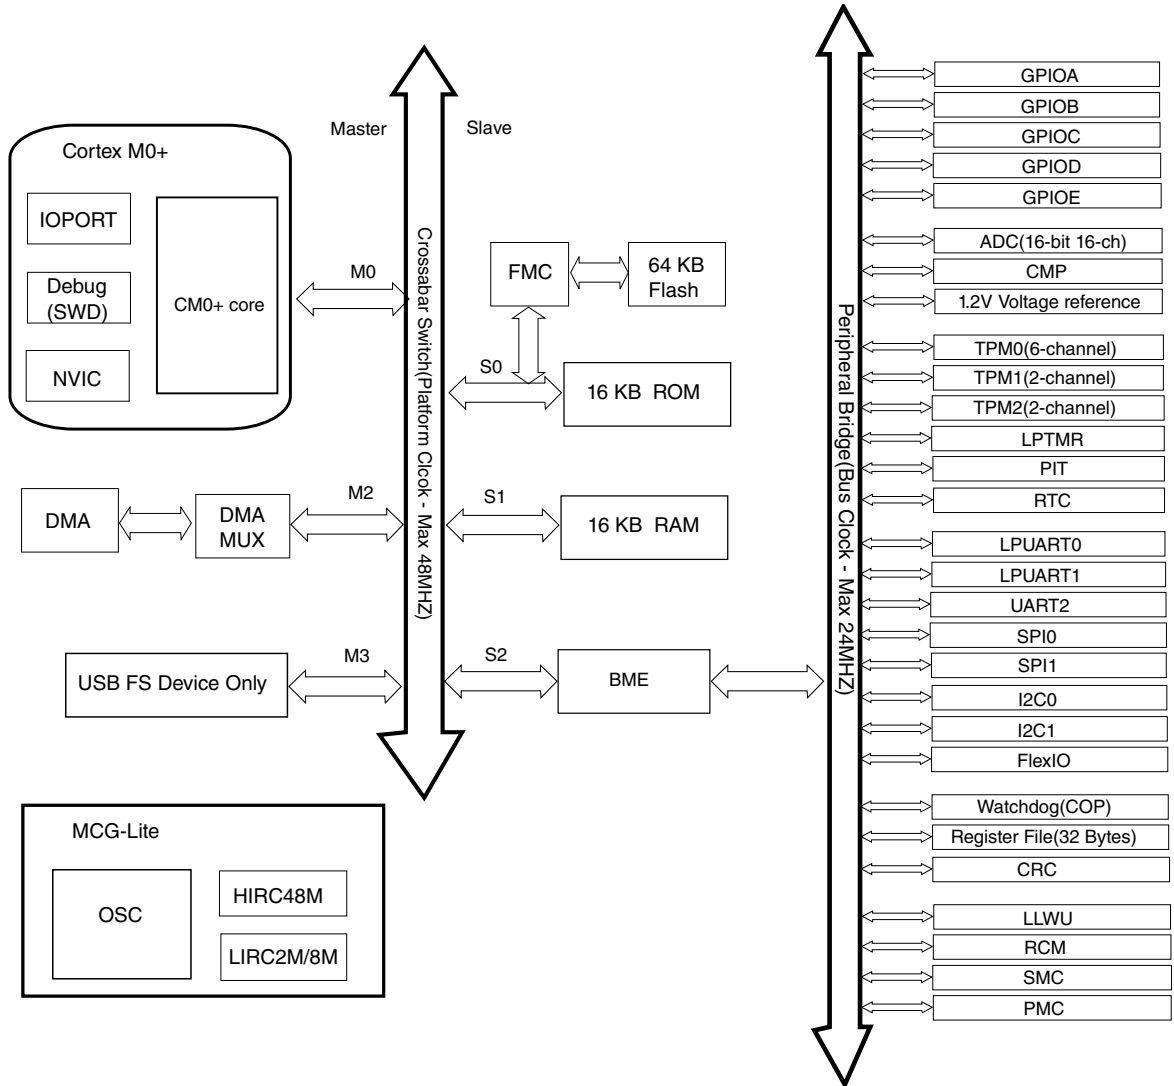 Master
Slave
Cortex M0+
IOPORT
Debug
(SWD)
NVIC
CM0+ core
M0
Crossabar Switch(Platform Clcok - Max 48MHZ)
FMC
64 KB
Flash
S0
16 KB ROM
DMA
DMA
MUX
M2
S1
16 KB RAM
USB FS Device Only
M3
S2
BME
MCG-Lite
OSC
HIRC48M
LIRC2M/8M
Peripheral Bridge(Bus Clock - Max 24MHZ)
GPIOA
GPIOB
GPIOC
GPIOD
GPIOE
ADC(16-bit 16-ch)
CMP
1.2V Voltage reference
TPM0(6-channel)
TPM1(2-channel)
TPM2(2-channel)
LPTMR
PIT
RTC
LPUART0
LPUART1
UART2
SPI0
SPI1
I2C0
I2C1
FlexIO
Watchdog(COP)
Register File(32 Bytes)
CRC
LLWU
RCM
SMC
PMC